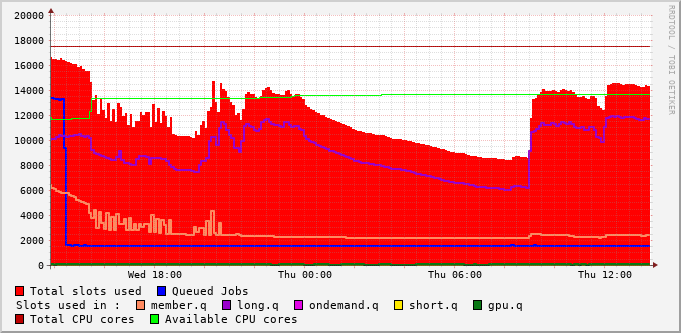 20000
18000
16000
14000
12000
10000
8000
6000
4000
2000
0
Wed 18:00 Thu 00:00 Thu 06:00 Thu 12:00
RRDTOOL / TOBI OETIKER
Total slots used Queued Jobs
Slots used in : member.q long.q ondemand.q short.q gpu.q
Total CPU cores Available CPU cores